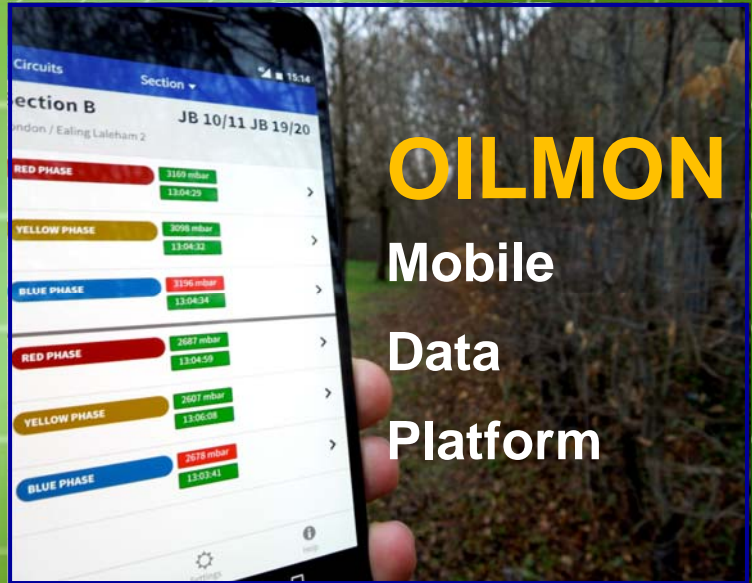 Circuits
Section ▾
15:14
ection B
JB 10/11 JB 19/20
ondon / Ealing Laleham 2
RED PHASE
3169 mbar
13:04:29
YELLOW PHASE
3098 mbar
13:04:32
BLUE PHASE
3196 mbar
13:04:34
RED PHASE
2687 mbar
13:04:59
YELLOW PHASE
2607 mbar
13:06:08
BLUE PHASE
2678 mbar
13:03:41
Settings
Help
OILMON
Mobile
Data
Platform